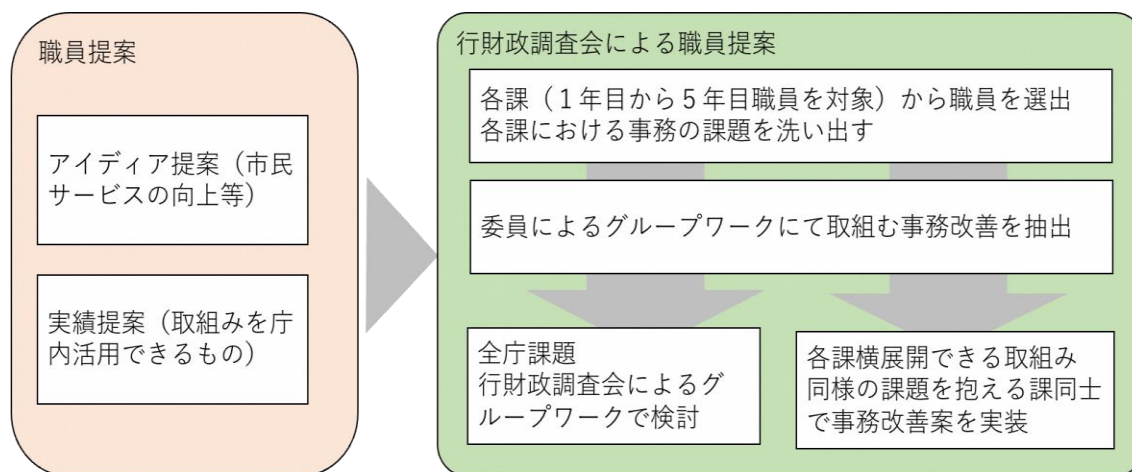 職員提案
アイディア提案（市民
サービスの向上等）
実績提案（取組みを庁
内活用できるもの）
行財政調査会による職員提案
各課（１年目から５年目職員を対象）から職員を選出
各課における事務の課題を洗い出す
委員によるグループワークにて取組む事務改善を抽出
全庁課題
行財政調査会によるグ
ループワークで検討
各課横展開できる取組み
同様の課題を抱える課同士
で事務改善案を実装